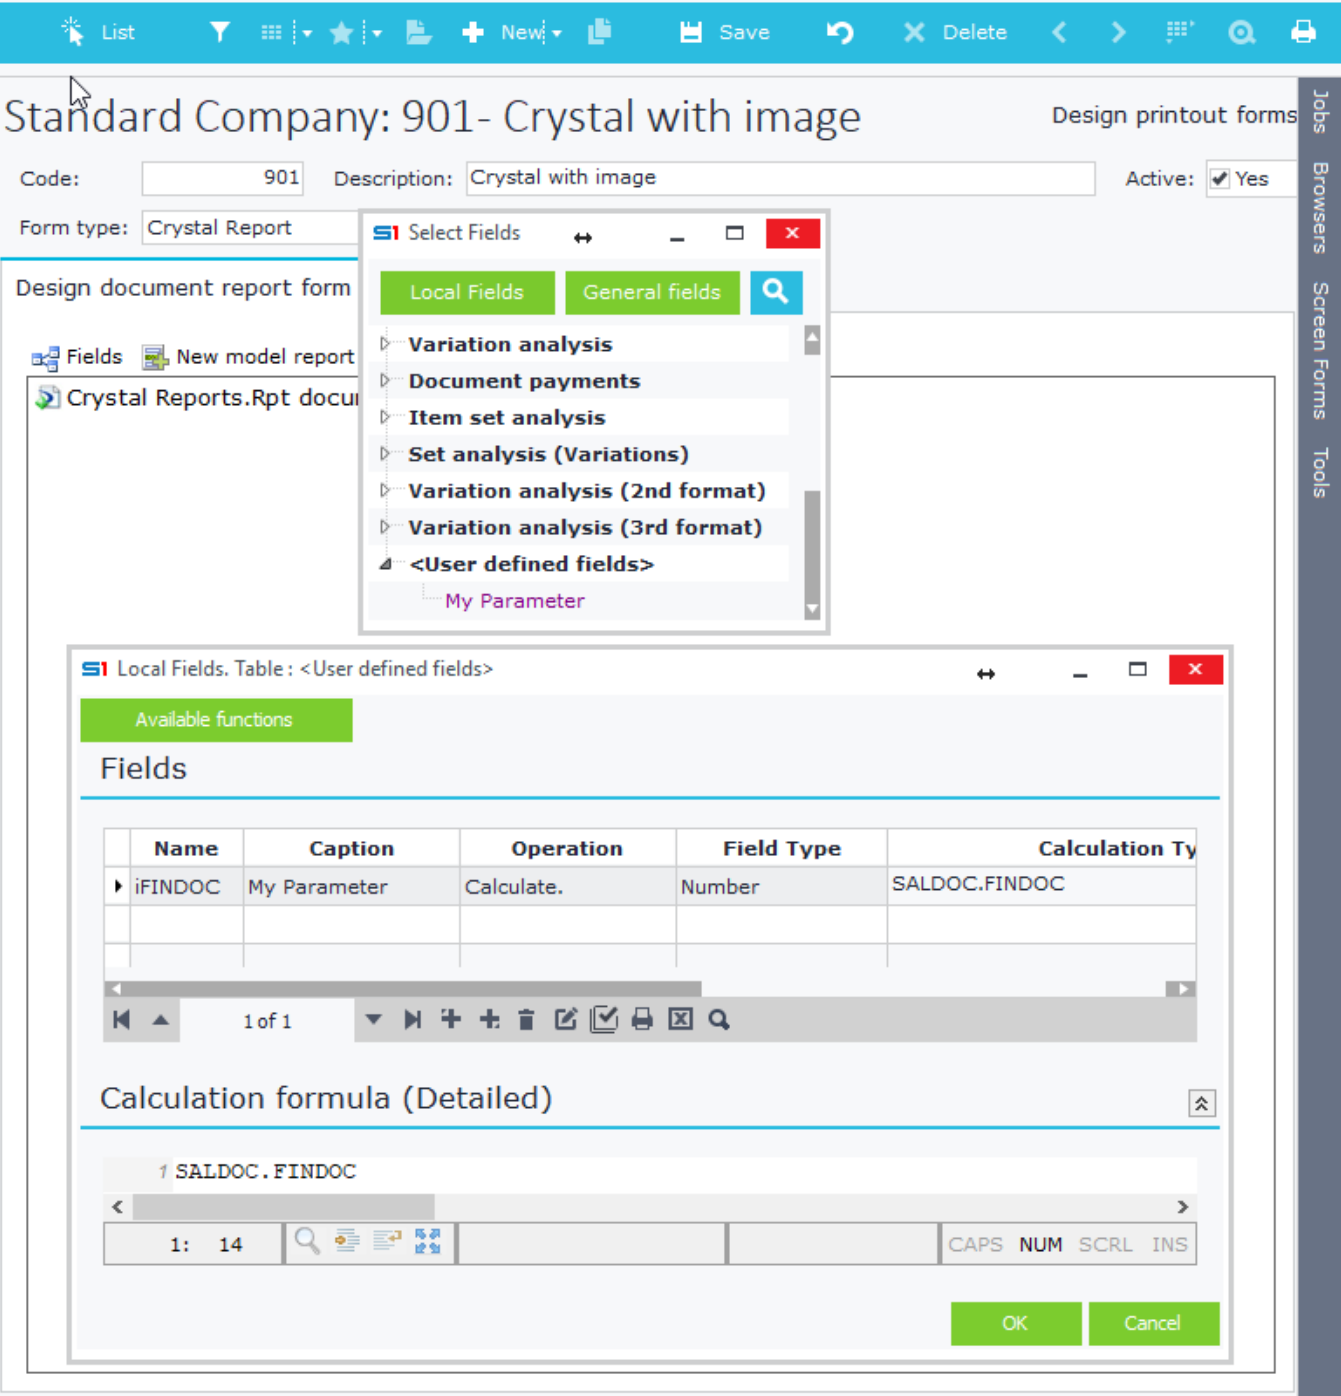 List New Save Delete
Standard Company: 901- Crystal with image
Design printout forms
Code: 901 Description: Crystal with image Active: Yes
Form type: Crystal Report
Design document report form
Fields New model report
Crystal Reports.Rpt docu
S1 Select Fields
Local Fields General fields
Variation analysis
Document payments
Item set analysis
Set analysis (Variations)
Variation analysis (2nd format)
Variation analysis (3rd format)
<User defined fields>
My Parameter
Jobs
Browsers
Screen Forms
Tools
S1 Local Fields. Table : <User defined fields>
Available functions
Fields
Name Caption Operation Field Type Calculation Ty
iFINDOC My Parameter Calculate. Number SALDOC.FINDOC
1 of 1
Calculation formula (Detailed)
1 SALDOC.FINDOC
1: 14 CAPS NUM SCRL INS
OK Cancel